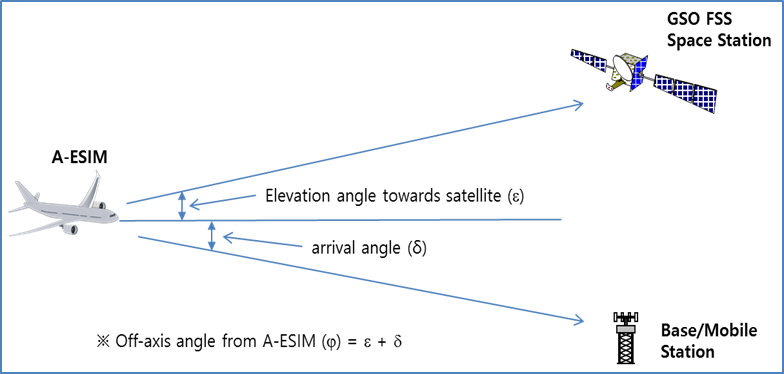 GSO FSS
Space Station
A-ESIM
Elevation angle towards satellite (ε)
arrival angle (δ)
Base/Mobile
Station
※ Off-axis angle from A-ESIM (φ) = ε + δ